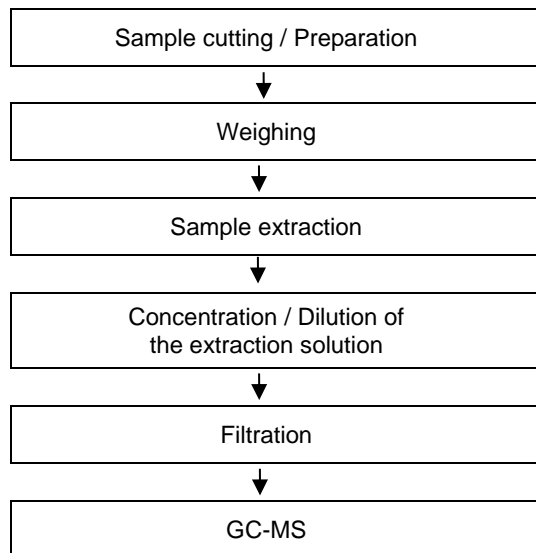 Sample cutting / Preparation
Weighing
Sample extraction
Concentration / Dilution of
the extraction solution
Filtration
GC-MS